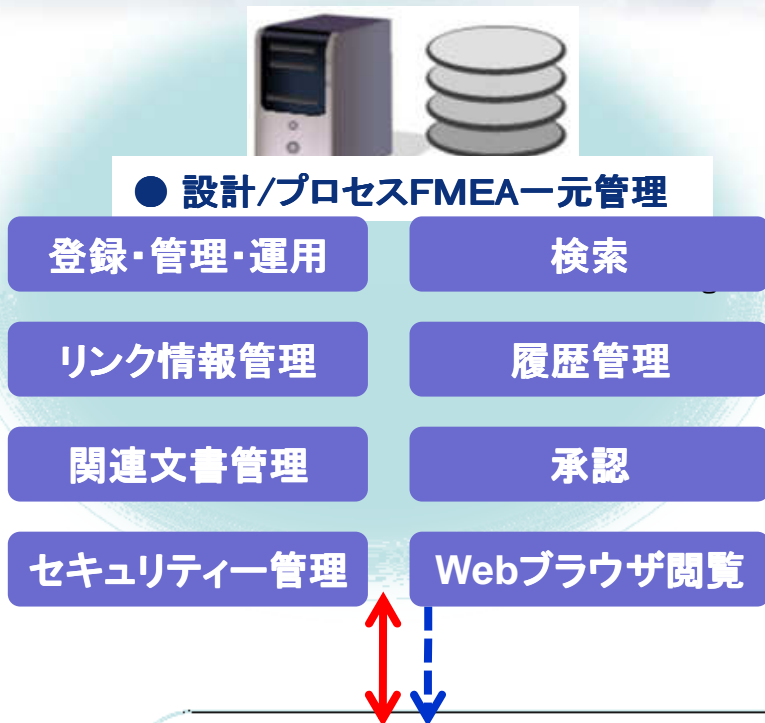 ● 設計/プロセスFMEA一元管理
登録・管理・運用
検索
リンク情報管理
履歴管理
関連文書管理
承認
セキュリティー管理
Webブラウザ閲覧